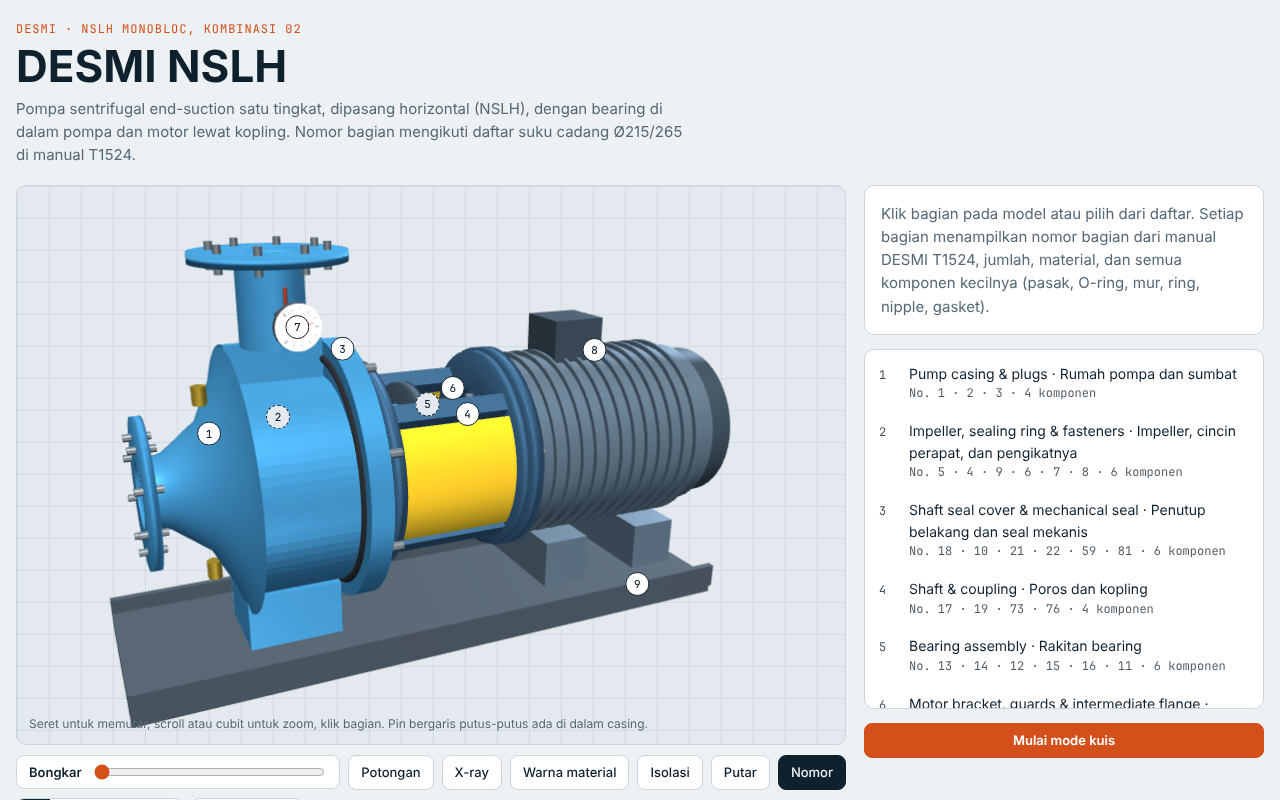 DESMI · NSLH MONOBLOC, KOMBINASI 02
DESMI NSLH
Pompa sentrifugal end-suction satu tingkat, dipasang horizontal (NSLH), dengan bearing di
dalam pompa dan motor lewat kopling. Nomor bagian mengikuti daftar suku cadang Ø215/265
di manual T1524.
7
3
8
6
5
4
2
1
9
Seret untuk memutar, scroll atau cubit untuk zoom, klik bagian. Pin bergaris putus-putus ada di dalam casing.
Bongkar
Potongan
X-ray
Warna material
Isolasi
Putar
Nomor
Klik bagian pada model atau pilih dari daftar. Setiap
bagian menampilkan nomor bagian dari manual
DESMI T1524, jumlah, material, dan semua
komponen kecilnya (pasak, O-ring, mur, ring,
nipple, gasket).
1 Pump casing & plugs · Rumah pompa dan sumbat
No. 1 · 2 · 3 · 4 komponen
2 Impeller, sealing ring & fasteners · Impeller, cincin
perapat, dan pengikatnya
No. 5 · 4 · 9 · 6 · 7 · 8 · 6 komponen
3 Shaft seal cover & mechanical seal · Penutup
belakang dan seal mekanis
No. 18 · 10 · 21 · 22 · 59 · 81 · 6 komponen
4 Shaft & coupling · Poros dan kopling
No. 17 · 19 · 73 · 76 · 4 komponen
5 Bearing assembly · Rakitan bearing
No. 13 · 14 · 12 · 15 · 16 · 11 · 6 komponen
6 Motor bracket, guards & intermediate flange ·
Mulai mode kuis